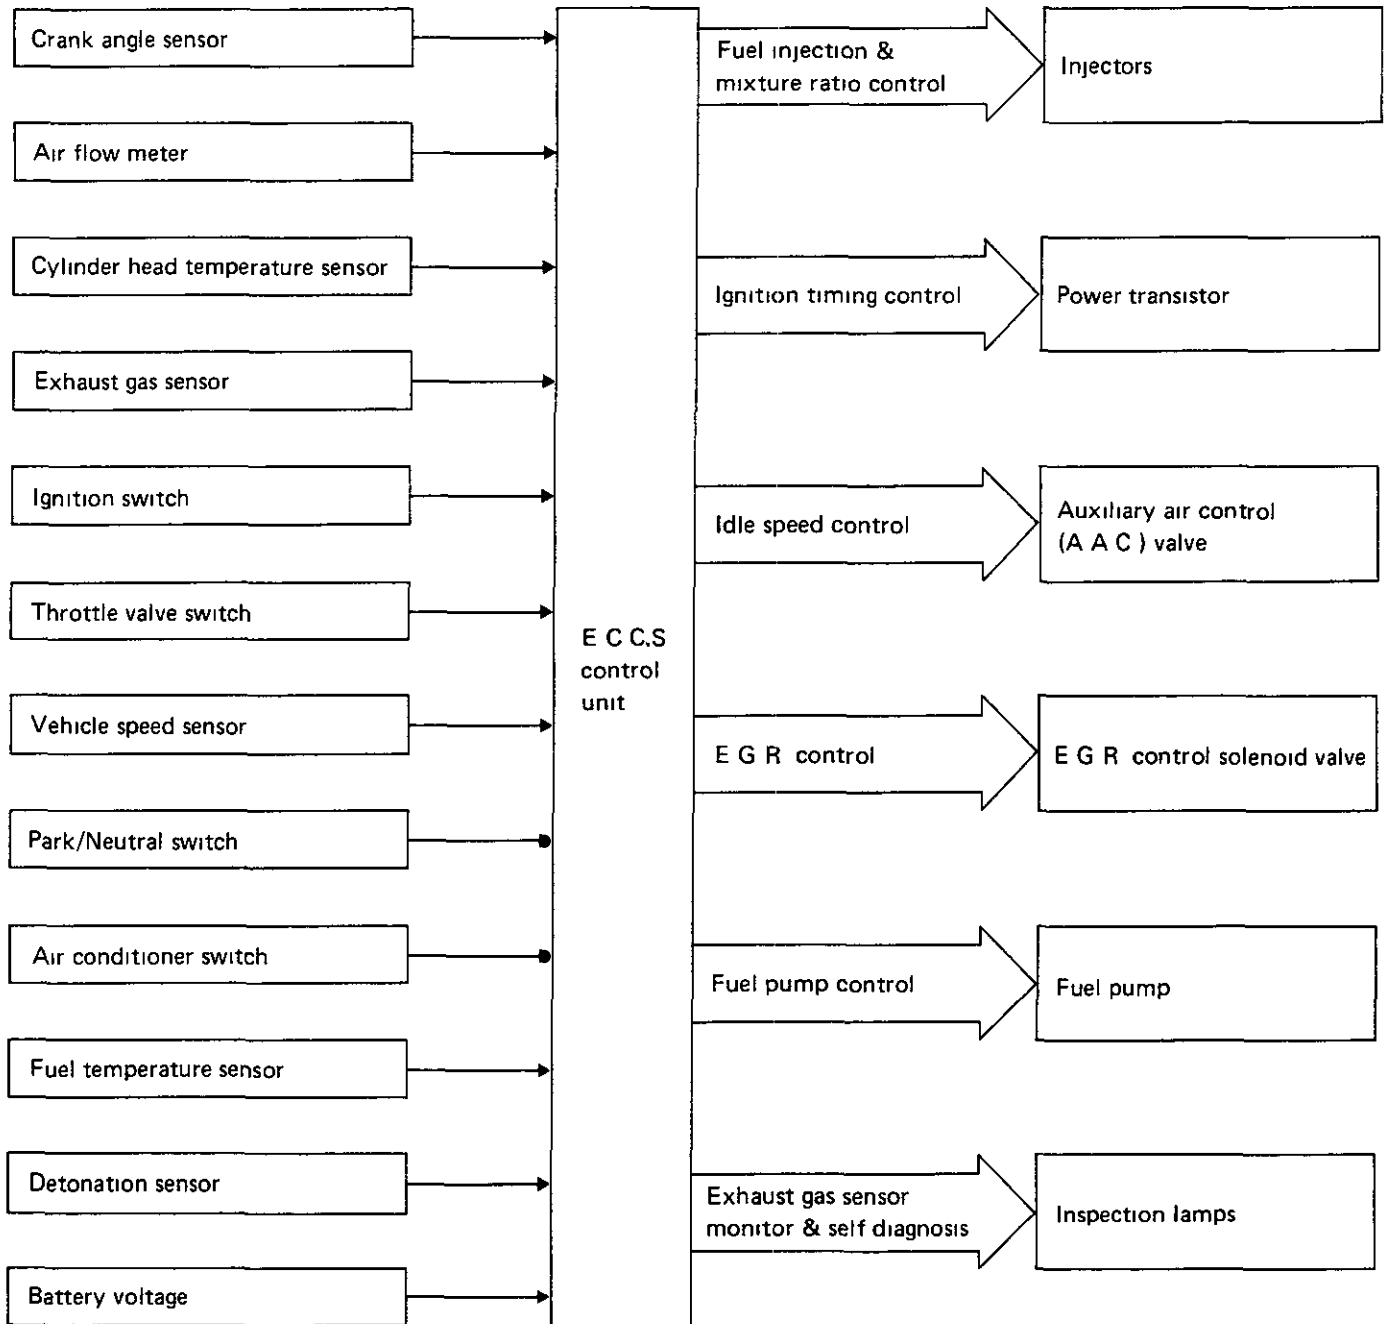 Crank angle sensor
Air flow meter
Cylinder head temperature sensor
Exhaust gas sensor
Ignition switch
Throttle valve switch
Vehicle speed sensor
Park/Neutral switch
Air conditioner switch
Fuel temperature sensor
Detonation sensor
Battery voltage
E C C.S
control
unit
Fuel injection &
mixture ratio control
Injectors
Ignition timing control
Power transistor
Idle speed control
Auxiliary air control
(A A C ) valve
E G R control
E G R control solenoid valve
Fuel pump control
Fuel pump
Exhaust gas sensor
monitor & self diagnosis
Inspection lamps